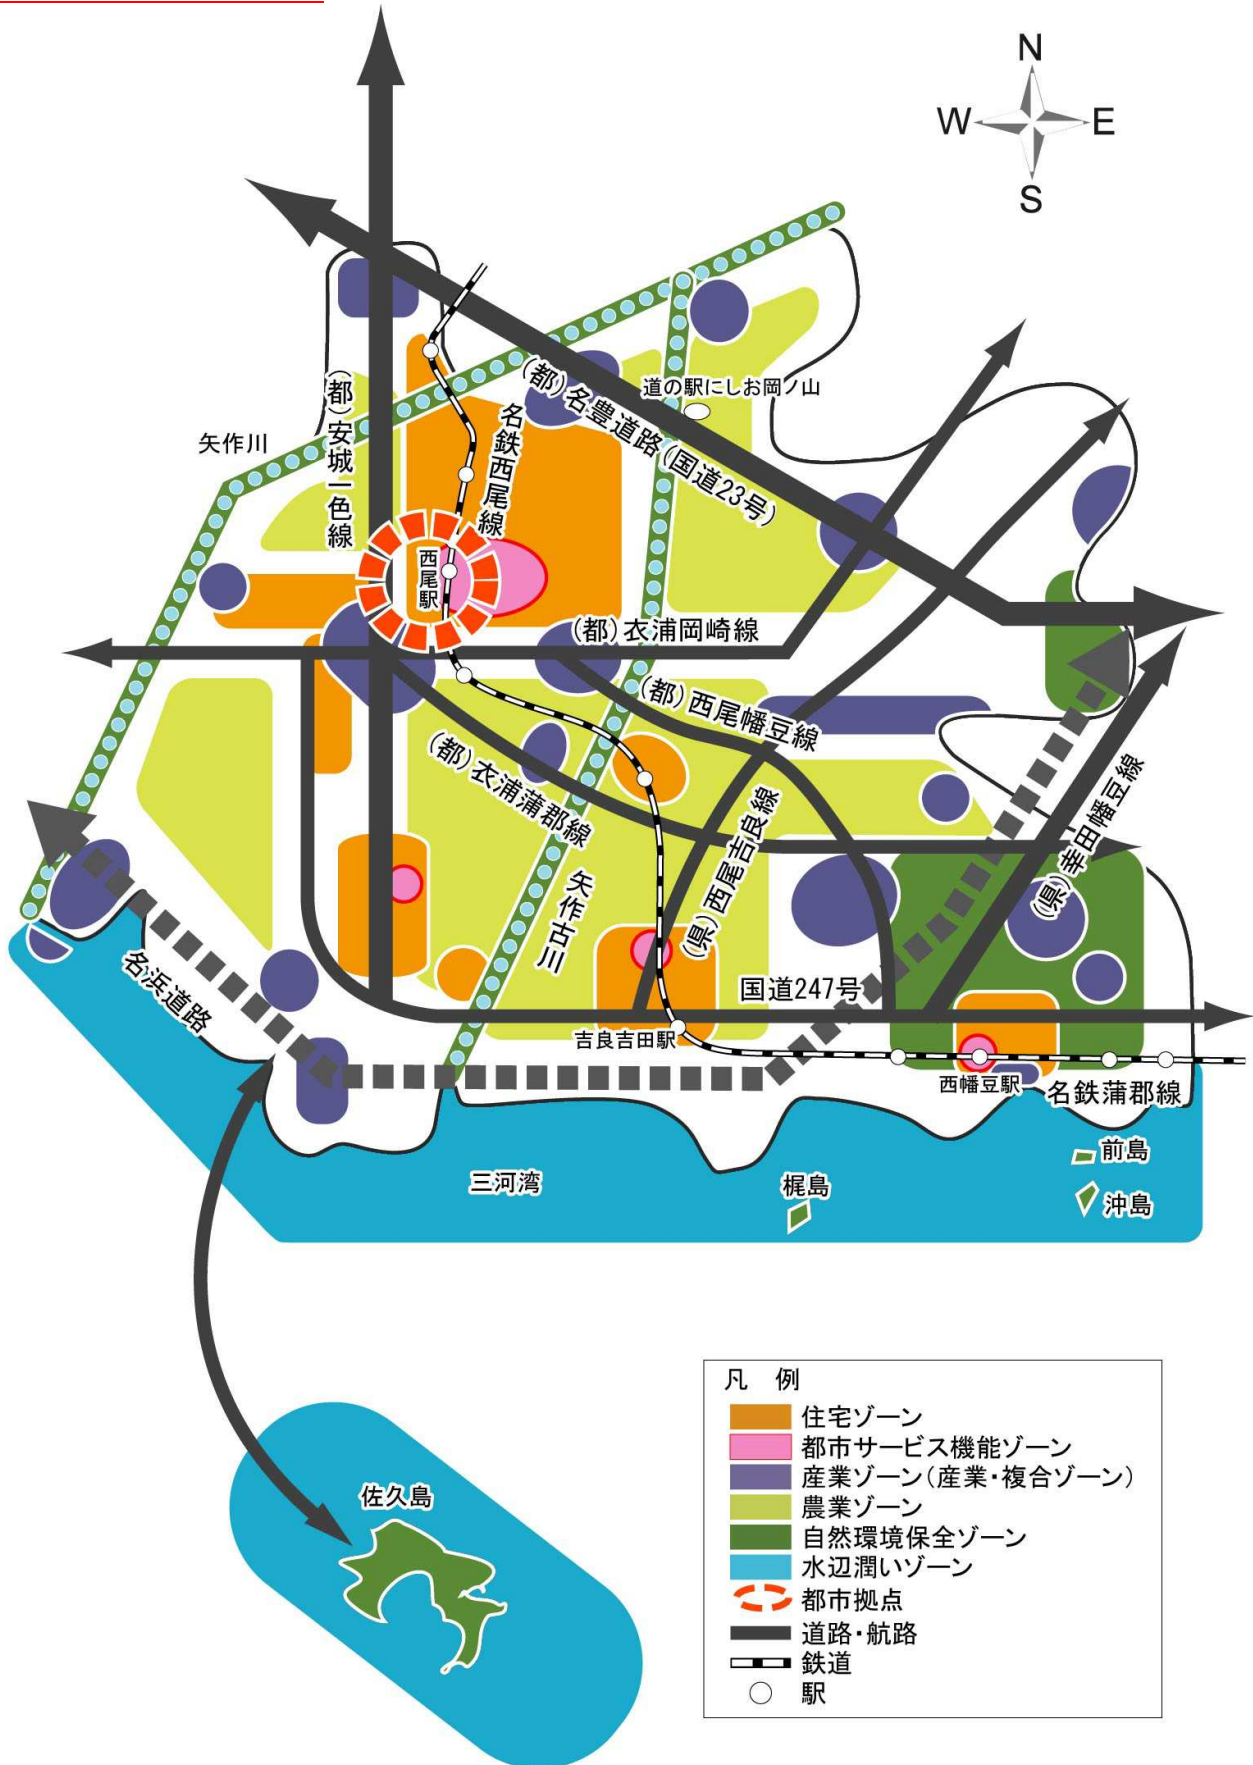 N
W
E
S
道の駅にしお岡ノ山
(都)名豊道路(国道23号)
矢作川
(都)安城一色線
名鉄西尾線
西尾駅
(都)衣浦岡崎線
(都)西尾幡豆線
(都)衣浦蒲郡線
(県)西尾吉良線
(県)幸田幡豆線
矢作古川
名浜道路
国道247号
吉良吉田駅
西幡豆駅
名鉄蒲郡線
前島
三河湾
梶島
沖島
佐久島
凡 例
住宅ゾーン
都市サービス機能ゾーン
産業ゾーン(産業・複合ゾーン)
農業ゾーン
自然環境保全ゾーン
水辺潤いゾーン
都市拠点
道路・航路
鉄道
駅